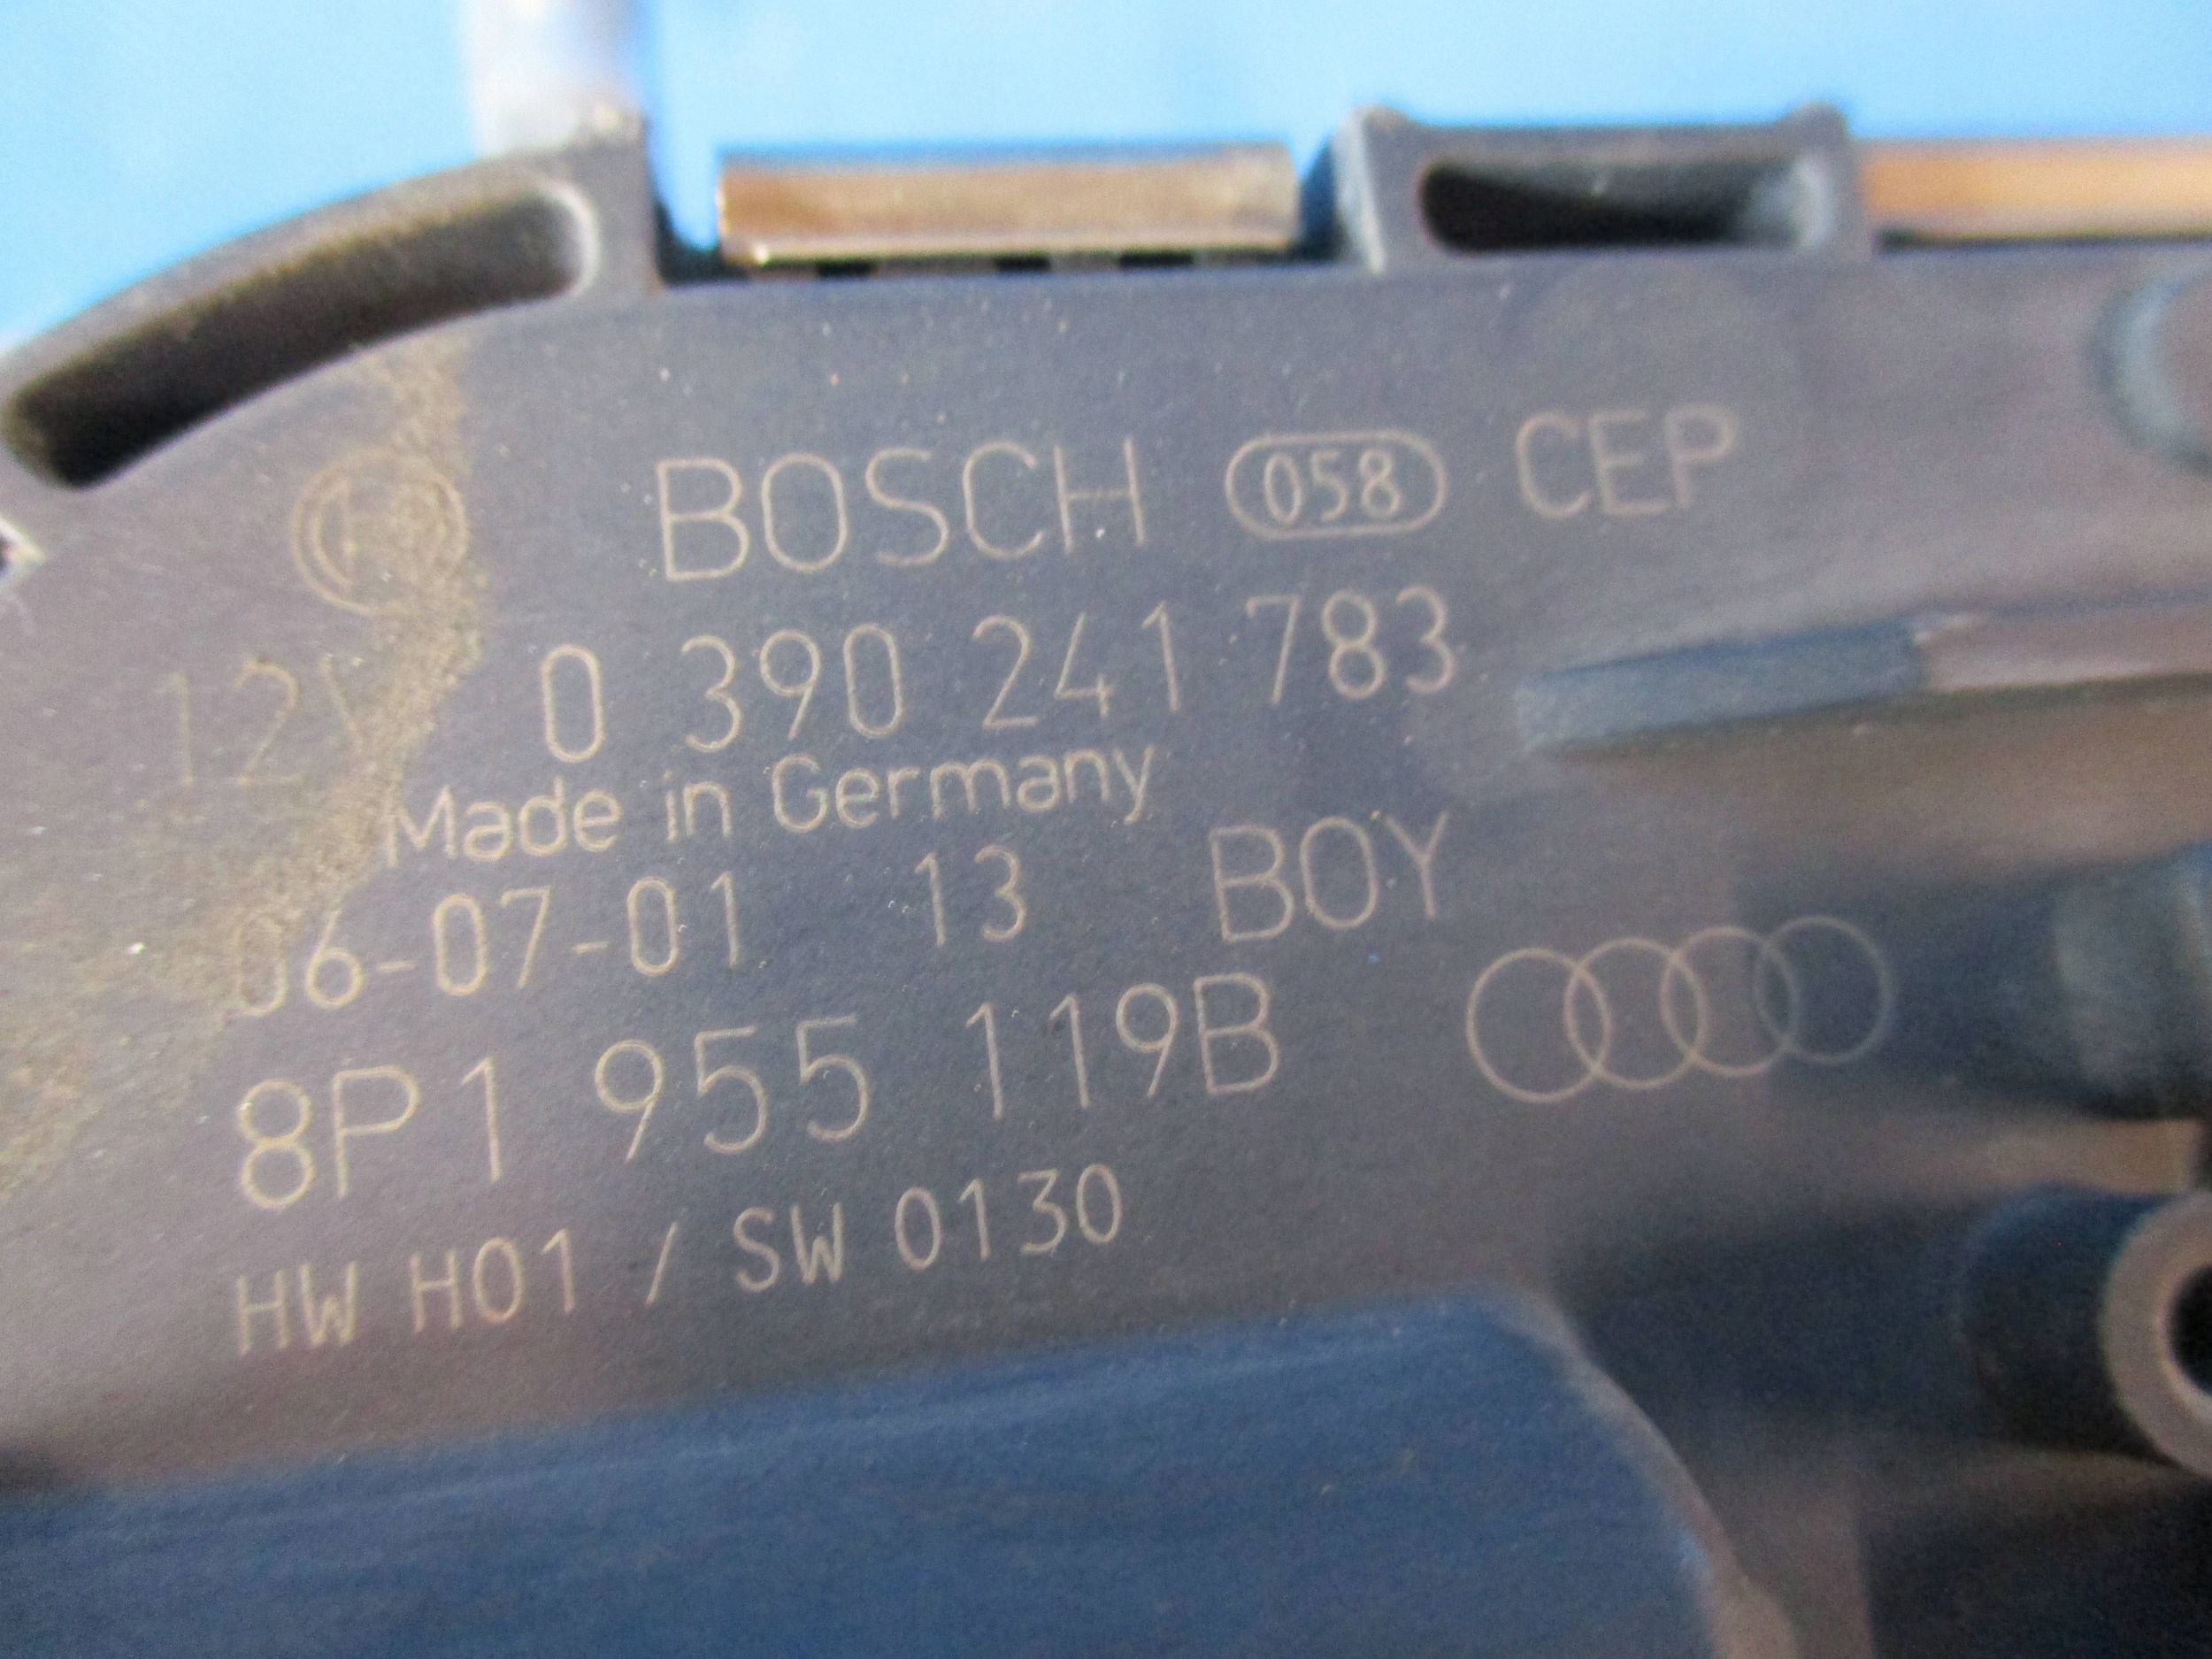 BOSCH 058 CEP
12V 0 390 241 783
Made in Germany
06-07-01 13 BOY
8P1 955 119B
HW H01 / SW 0130